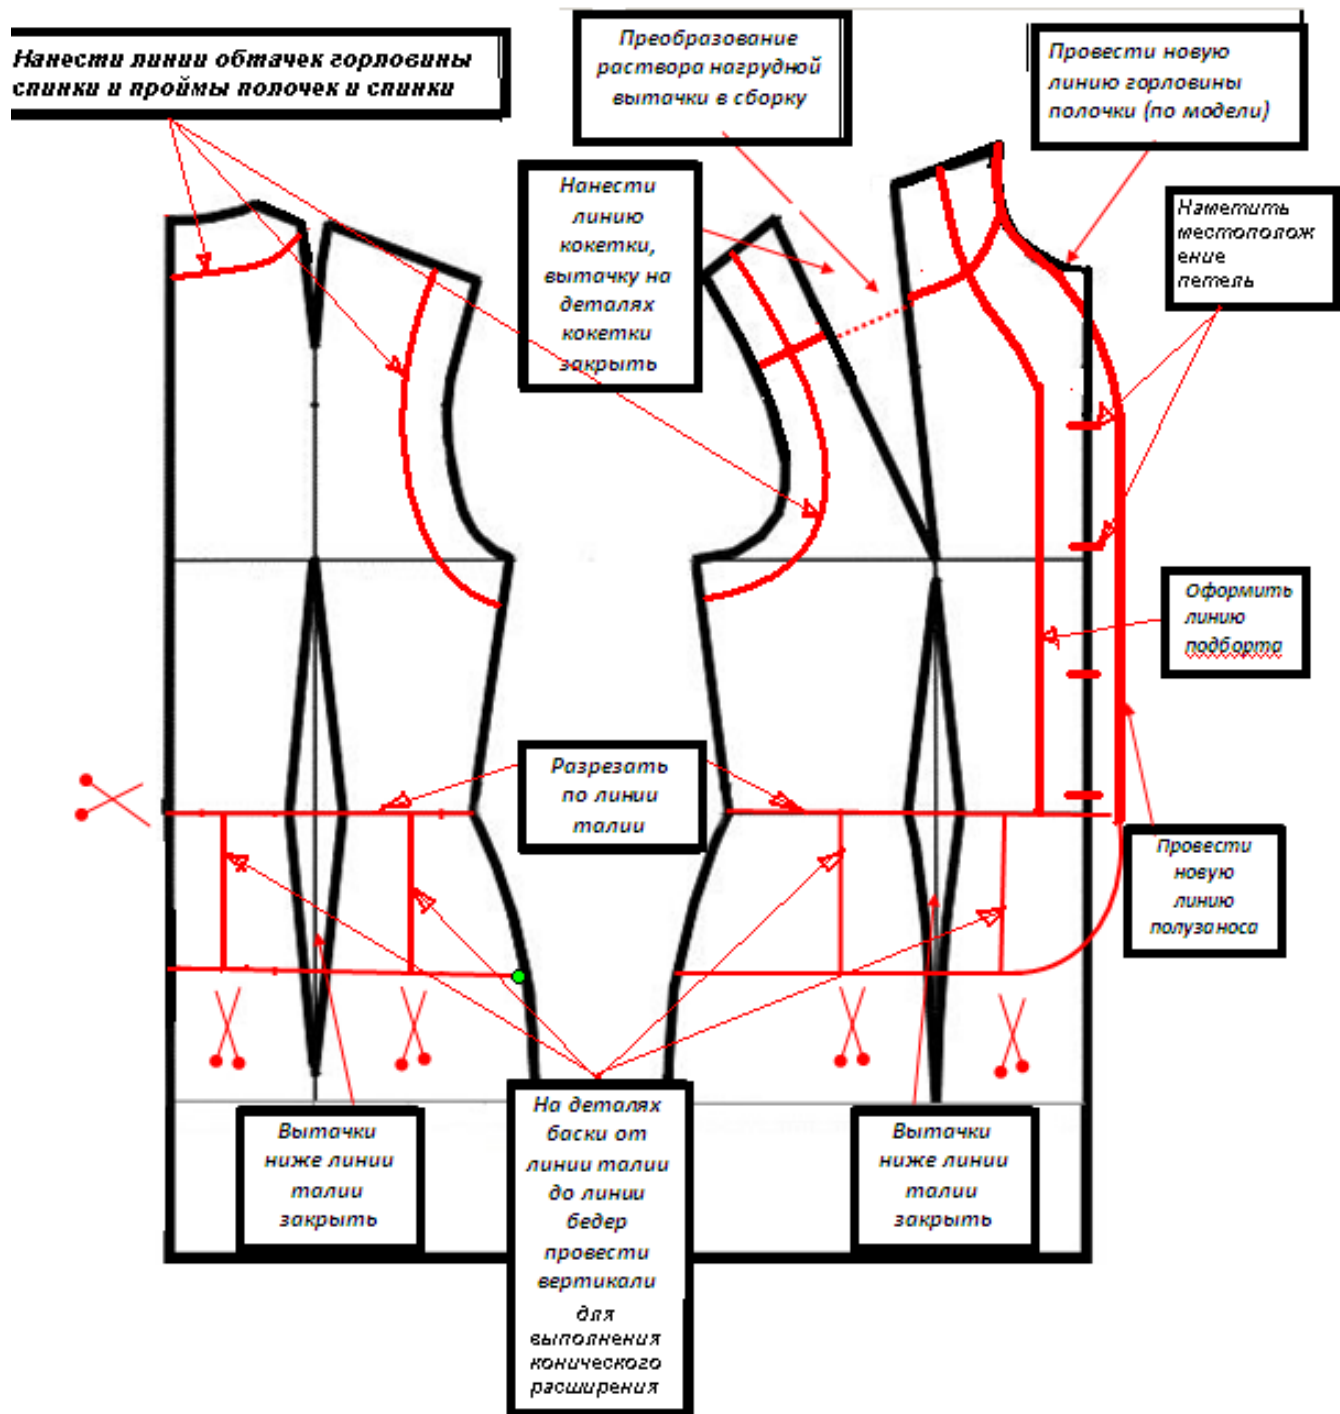 Нанести линии обтачек горловины
спинки и проймы полочек и спинки
Преобразование
раствора нагрудной
вытачки в сборку
Провести новую
линию горловины
полочки (по модели)
Нанести
линию
кокетки,
вытачку на
деталях
кокетки
закрыть
Наметить
местополож
ение
петель
Оформить
линию
подборта
Разрезать
по линии
талии
Провести
новую
линию
полузаноса
Вытачки
ниже линии
талии
закрыть
На деталях
баски от
линии талии
до линии
бедер
провести
вертикали
для
выполнения
конического
расширения
Вытачки
ниже линии
талии
закрыть